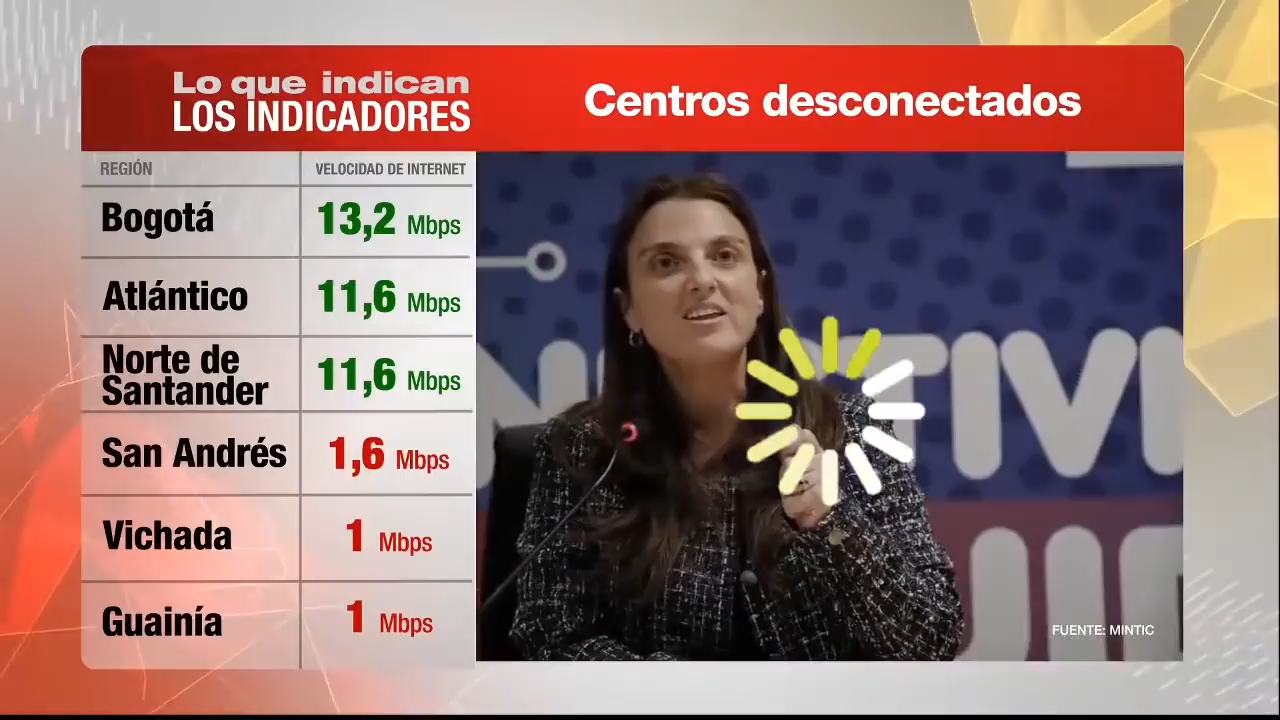 Lo que indican
LOS INDICADORES
Centros desconectados
REGIÓN
VELOCIDAD DE INTERNET
Bogotá
13,2 Mbps
Atlántico
11,6 Mbps
Norte de
Santander
11,6 Mbps
San Andrés
1,6 Mbps
Vichada
1 Mbps
Guainía
1 Mbps
FUENTE: MINTIC